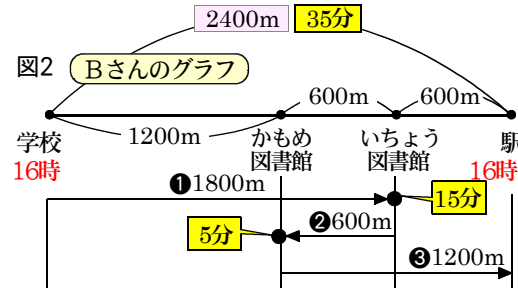 2400m 35分
図2 Bさんのグラフ
600m 600m
1200m
学校 かもめ図書館 いちょう図書館 駅
16時 16時
❶1800m
15分
5分 ❷600m
❸1200m